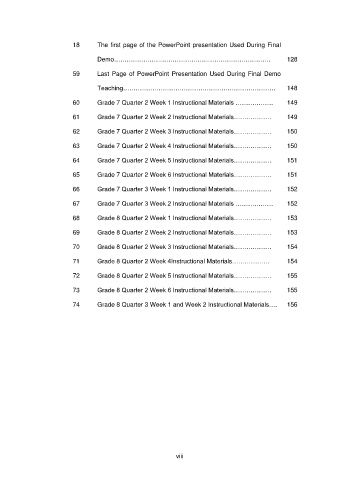 18 The first page of the PowerPoint presentation Used During Final
Demo........................................................................... 128
59 Last Page of PowerPoint Presentation Used During Final Demo
Teaching........................................................................ 148
60 Grade 7 Quarter 2 Week 1 Instructional Materials ................... 149
61 Grade 7 Quarter 2 Week 2 Instructional Materials................... 149
62 Grade 7 Quarter 2 Week 3 Instructional Materials................... 150
63 Grade 7 Quarter 2 Week 4 Instructional Materials................... 150
64 Grade 7 Quarter 2 Week 5 Instructional Materials................... 151
65 Grade 7 Quarter 2 Week 6 Instructional Materials................... 151
66 Grade 7 Quarter 3 Week 1 Instructional Materials................... 152
67 Grade 7 Quarter 3 Week 2 Instructional Materials ................... 152
68 Grade 8 Quarter 2 Week 1 Instructional Materials................... 153
69 Grade 8 Quarter 2 Week 2 Instructional Materials................... 153
70 Grade 8 Quarter 2 Week 3 Instructional Materials................... 154
71 Grade 8 Quarter 2 Week 4Instructional Materials................... 154
72 Grade 8 Quarter 2 Week 5 Instructional Materials................... 155
73 Grade 8 Quarter 2 Week 6 Instructional Materials................... 155
74 Grade 8 Quarter 3 Week 1 and Week 2 Instructional Materials..... 156
viii